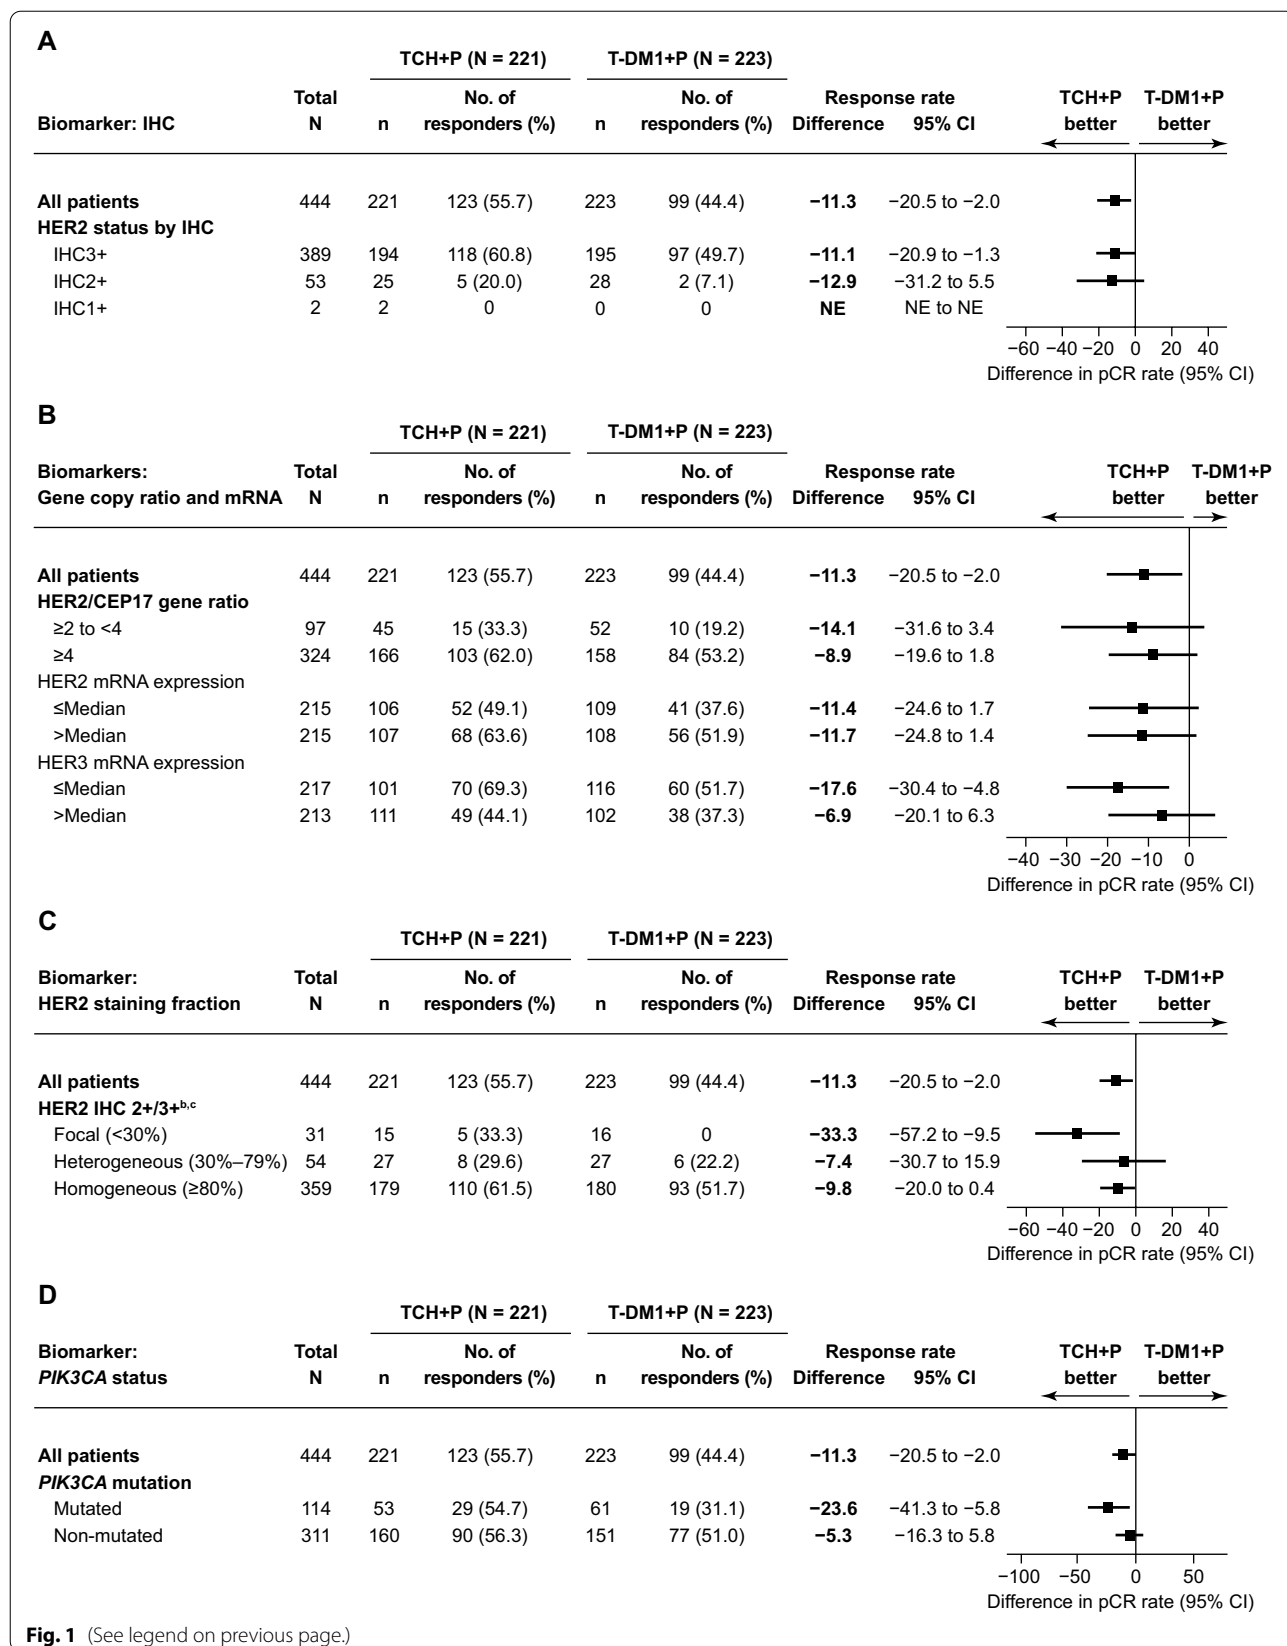 A
TCH+P (N = 221) T-DM1+P (N = 223)
Total No. of No. of Response rate TCH+P T-DM1+P
Biomarker: IHC N n responders (%) n responders (%) Difference 95% CI better better
All patients 444 221 123 (55.7) 223 99 (44.4) −11.3 −20.5 to −2.0
HER2 status by IHC
IHC3+ 389 194 118 (60.8) 195 97 (49.7) −11.1 −20.9 to −1.3
IHC2+ 53 25 5 (20.0) 28 2 (7.1) −12.9 −31.2 to 5.5
IHC1+ 2 2 0 0 0 NE NE to NE
−60 −40 −20 0 20 40
Difference in pCR rate (95% CI)
B
TCH+P (N = 221) T-DM1+P (N = 223)
Biomarkers: Total No. of No. of Response rate TCH+P T-DM1+P
Gene copy ratio and mRNA N n responders (%) n responders (%) Difference 95% CI better better
All patients 444 221 123 (55.7) 223 99 (44.4) −11.3 −20.5 to −2.0
HER2/CEP17 gene ratio
≥2 to <4 97 45 15 (33.3) 52 10 (19.2) −14.1 −31.6 to 3.4
≥4 324 166 103 (62.0) 158 84 (53.2) −8.9 −19.6 to 1.8
HER2 mRNA expression
≤Median 215 106 52 (49.1) 109 41 (37.6) −11.4 −24.6 to 1.7
>Median 215 107 68 (63.6) 108 56 (51.9) −11.7 −24.8 to 1.4
HER3 mRNA expression
≤Median 217 101 70 (69.3) 116 60 (51.7) −17.6 −30.4 to −4.8
>Median 213 111 49 (44.1) 102 38 (37.3) −6.9 −20.1 to 6.3
−40 −30 −20 −10 0
Difference in pCR rate (95% CI)
C
TCH+P (N = 221) T-DM1+P (N = 223)
Biomarker: Total No. of No. of Response rate TCH+P T-DM1+P
HER2 staining fraction N n responders (%) n responders (%) Difference 95% CI better better
All patients 444 221 123 (55.7) 223 99 (44.4) −11.3 −20.5 to −2.0
HER2 IHC 2+/3+b,c
Focal (<30%) 31 15 5 (33.3) 16 0 −33.3 −57.2 to −9.5
Heterogeneous (30%–79%) 54 27 8 (29.6) 27 6 (22.2) −7.4 −30.7 to 15.9
Homogeneous (≥80%) 359 179 110 (61.5) 180 93 (51.7) −9.8 −20.0 to 0.4
−60 −40 −20 0 20 40
Difference in pCR rate (95% CI)
D
TCH+P (N = 221) T-DM1+P (N = 223)
Biomarker: Total No. of No. of Response rate TCH+P T-DM1+P
PIK3CA status N n responders (%) n responders (%) Difference 95% CI better better
All patients 444 221 123 (55.7) 223 99 (44.4) −11.3 −20.5 to −2.0
PIK3CA mutation
Mutated 114 53 29 (54.7) 61 19 (31.1) −23.6 −41.3 to −5.8
Non-mutated 311 160 90 (56.3) 151 77 (51.0) −5.3 −16.3 to 5.8
−100 −50 0 50
Difference in pCR rate (95% CI)
Fig. 1 (See legend on previous page.)